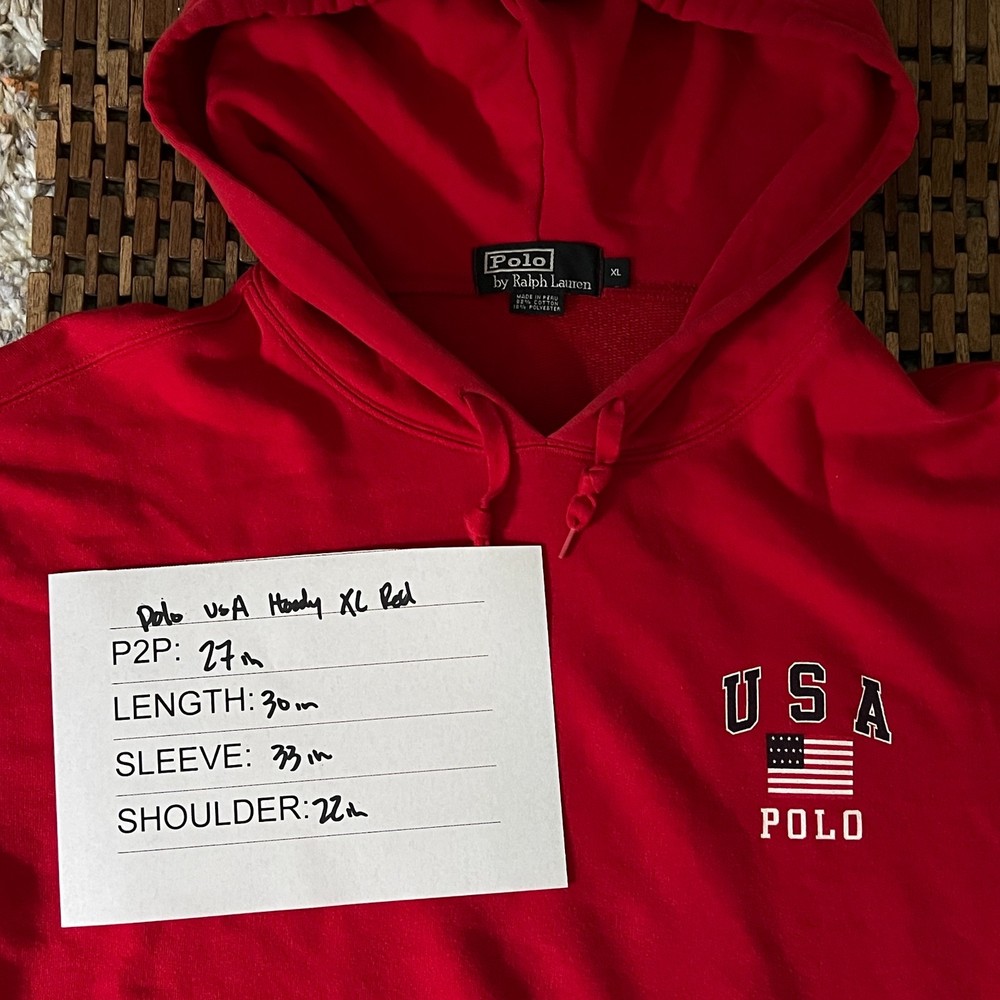 Polo
by Ralph Lauren
XL
MADE IN PERU
82% COTTON
18% POLYESTER
Polo USA Hoody XL Red
P2P: 27in
LENGTH: 30in
SLEEVE: 33in
SHOULDER: 22in
USA
POLO